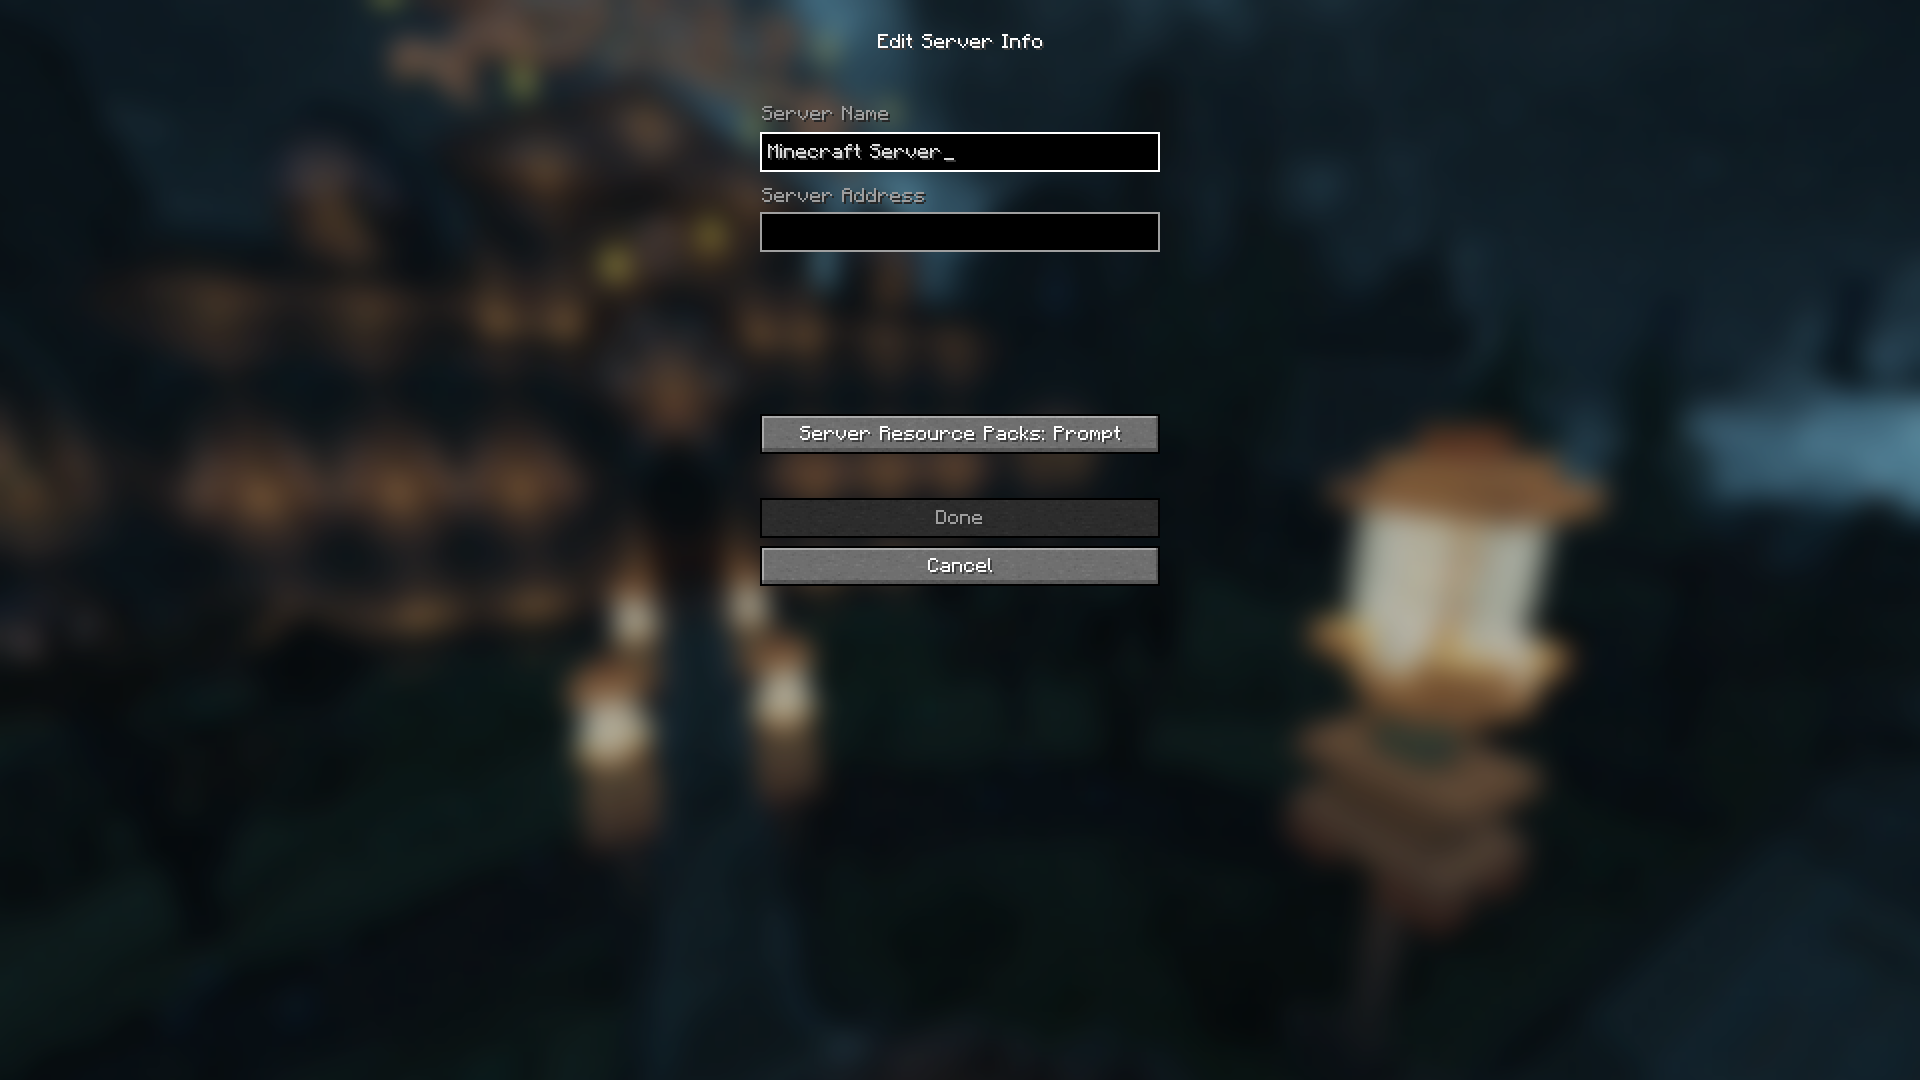 Edit Server Info
Server Name
Minecraft Server_
Server Address
Server Resource Packs: Prompt
Done
Cancel